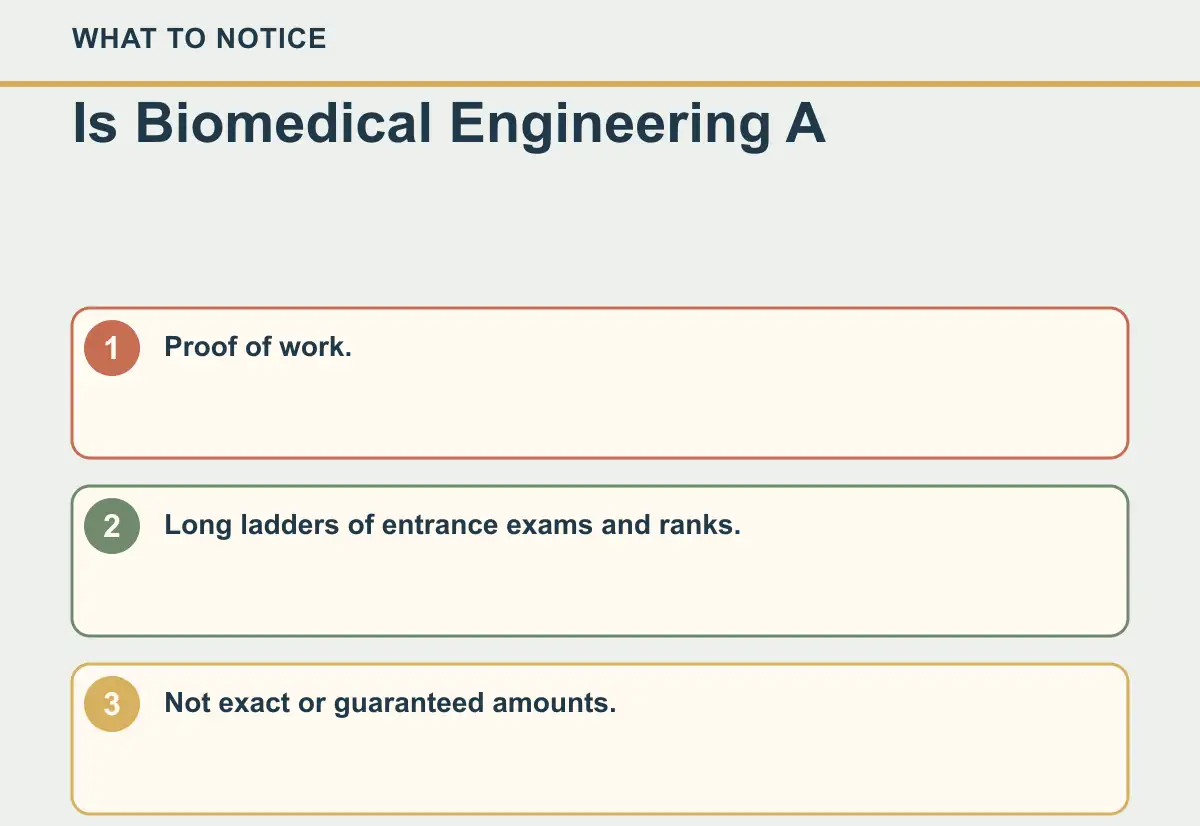 WHAT TO NOTICE
Is Biomedical Engineering A
1 Proof of work.
2 Long ladders of entrance exams and ranks.
3 Not exact or guaranteed amounts.